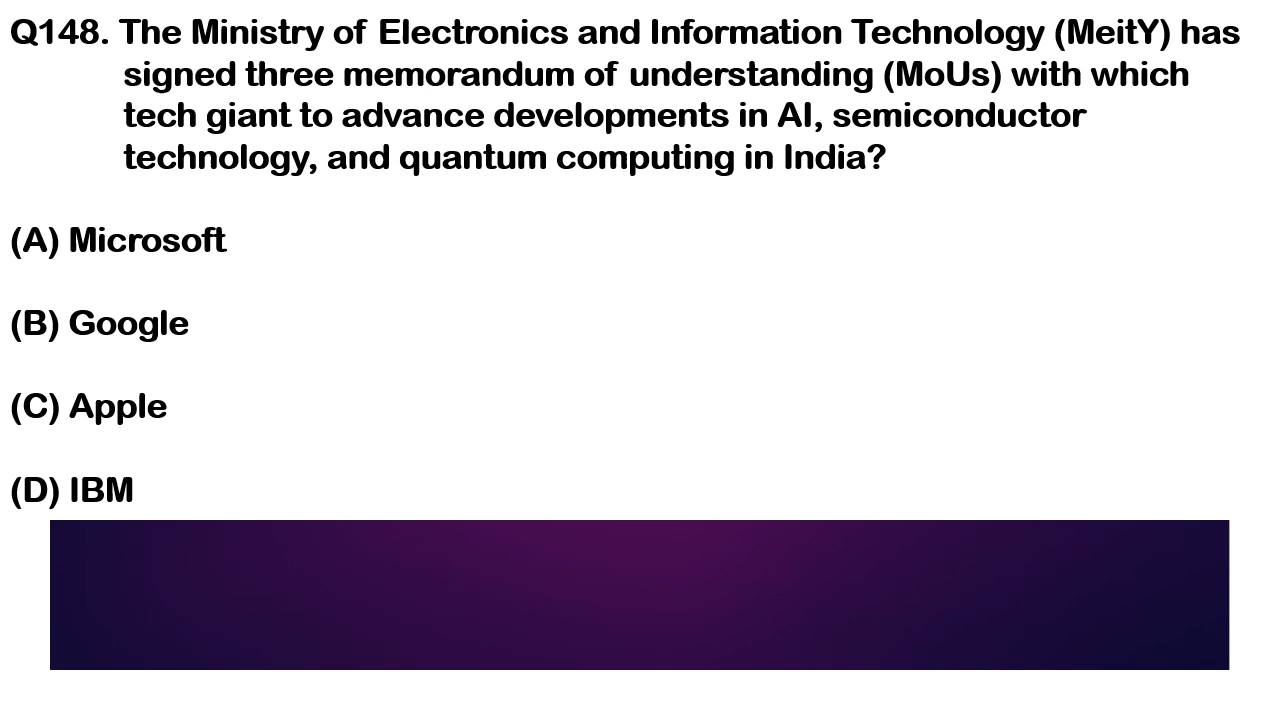 Q148. The Ministry of Electronics and Information Technology (MeitY) has
signed three memorandum of understanding (MoUs) with which
tech giant to advance developments in AI, semiconductor
technology, and quantum computing in India?
(A) Microsoft
(B) Google
(C) Apple
(D) IBM